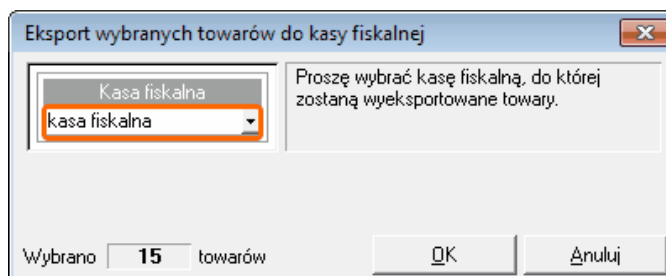 Eksport wybranych towarów do kasy fiskalnej
Kasa fiskalna
kasa fiskalna
Proszę wybrać kasę fiskalną, do której
zostaną wyeksportowane towary.
Wybrano 15 towarów
OK
Anuluj